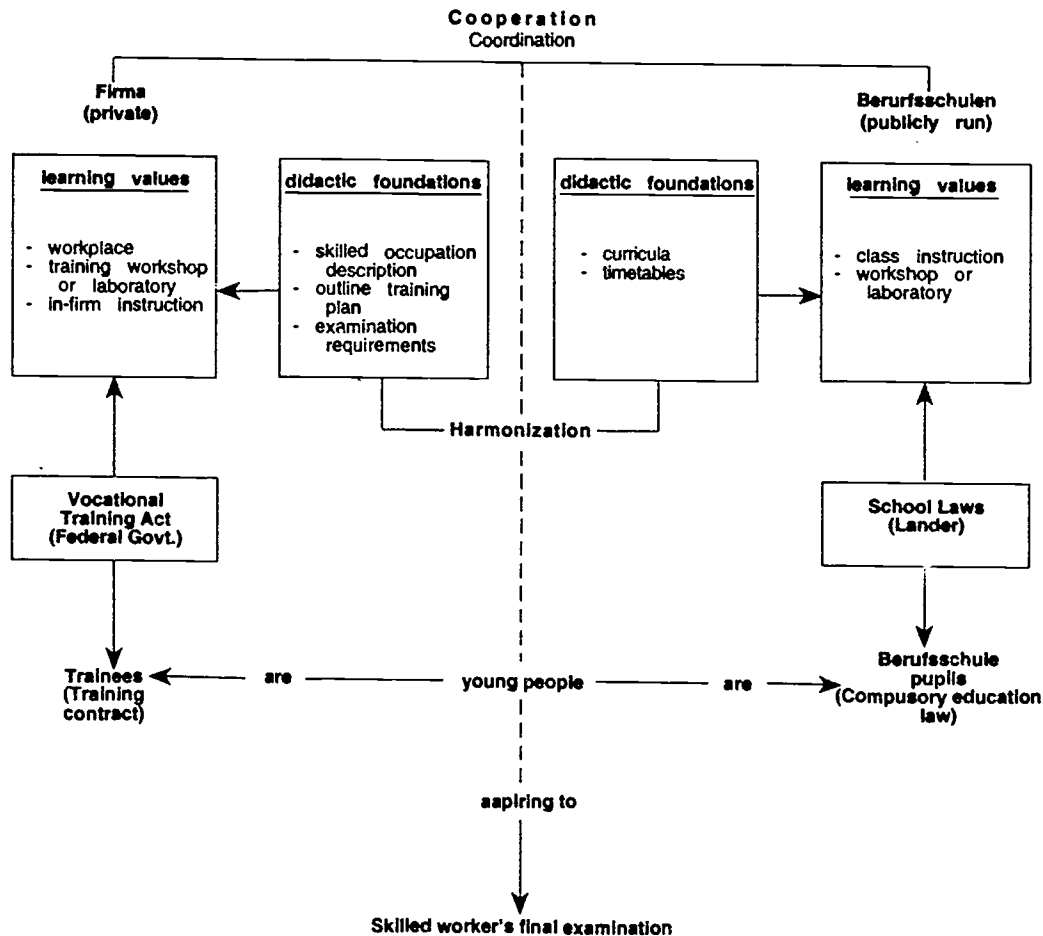 Cooperation
Coordination
Firma
(private)
Berurfsschulen
(publicly run)
learning values
- workplace
- training workshop
or laboratory
- in-firm instruction
didactic foundations
- skilled occupation
description
- outline training
plan
- examination
requirements
didactic foundations
- curricula
- timetables
learning values
- class instruction
- workshop or
laboratory
Harmonization
Vocational
Training Act
(Federal Govt.)
School Laws
(Lander)
Trainees
(Training
contract)
are
young people
are
Berufsschule
pupils
(Compusory education
law)
aapiring to
Skilled worker's final examination